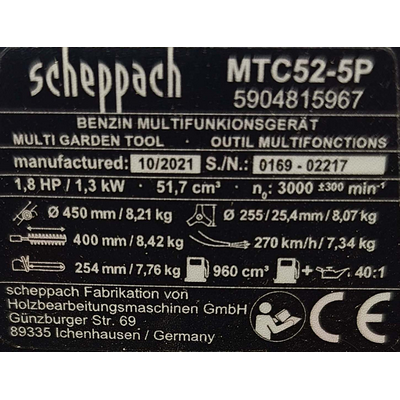 scheppach MTC52-5P
5904815967
BENZIN MULTIFUNKIONSGERÄT
MULTI GARDEN TOOL - OUTIL MULTIFONCTIONS
manufactured: 10/2021 S./N.: 0169 - 02217
1,8 HP / 1,3 kW · 51,7 cm³ · n₀: 3000 ±300 min⁻¹
Ø 450 mm / 8,21 kg Ø 255 / 25,4 mm / 8,07 kg
400 mm / 8,42 kg 270 km/h / 7,34 kg
254 mm / 7,76 kg 960 cm³ + 40:1
scheppach Fabrikation von
Holzbearbeitungsmaschinen GmbH
Günzburger Str. 69
89335 Ichenhausen / Germany
CE